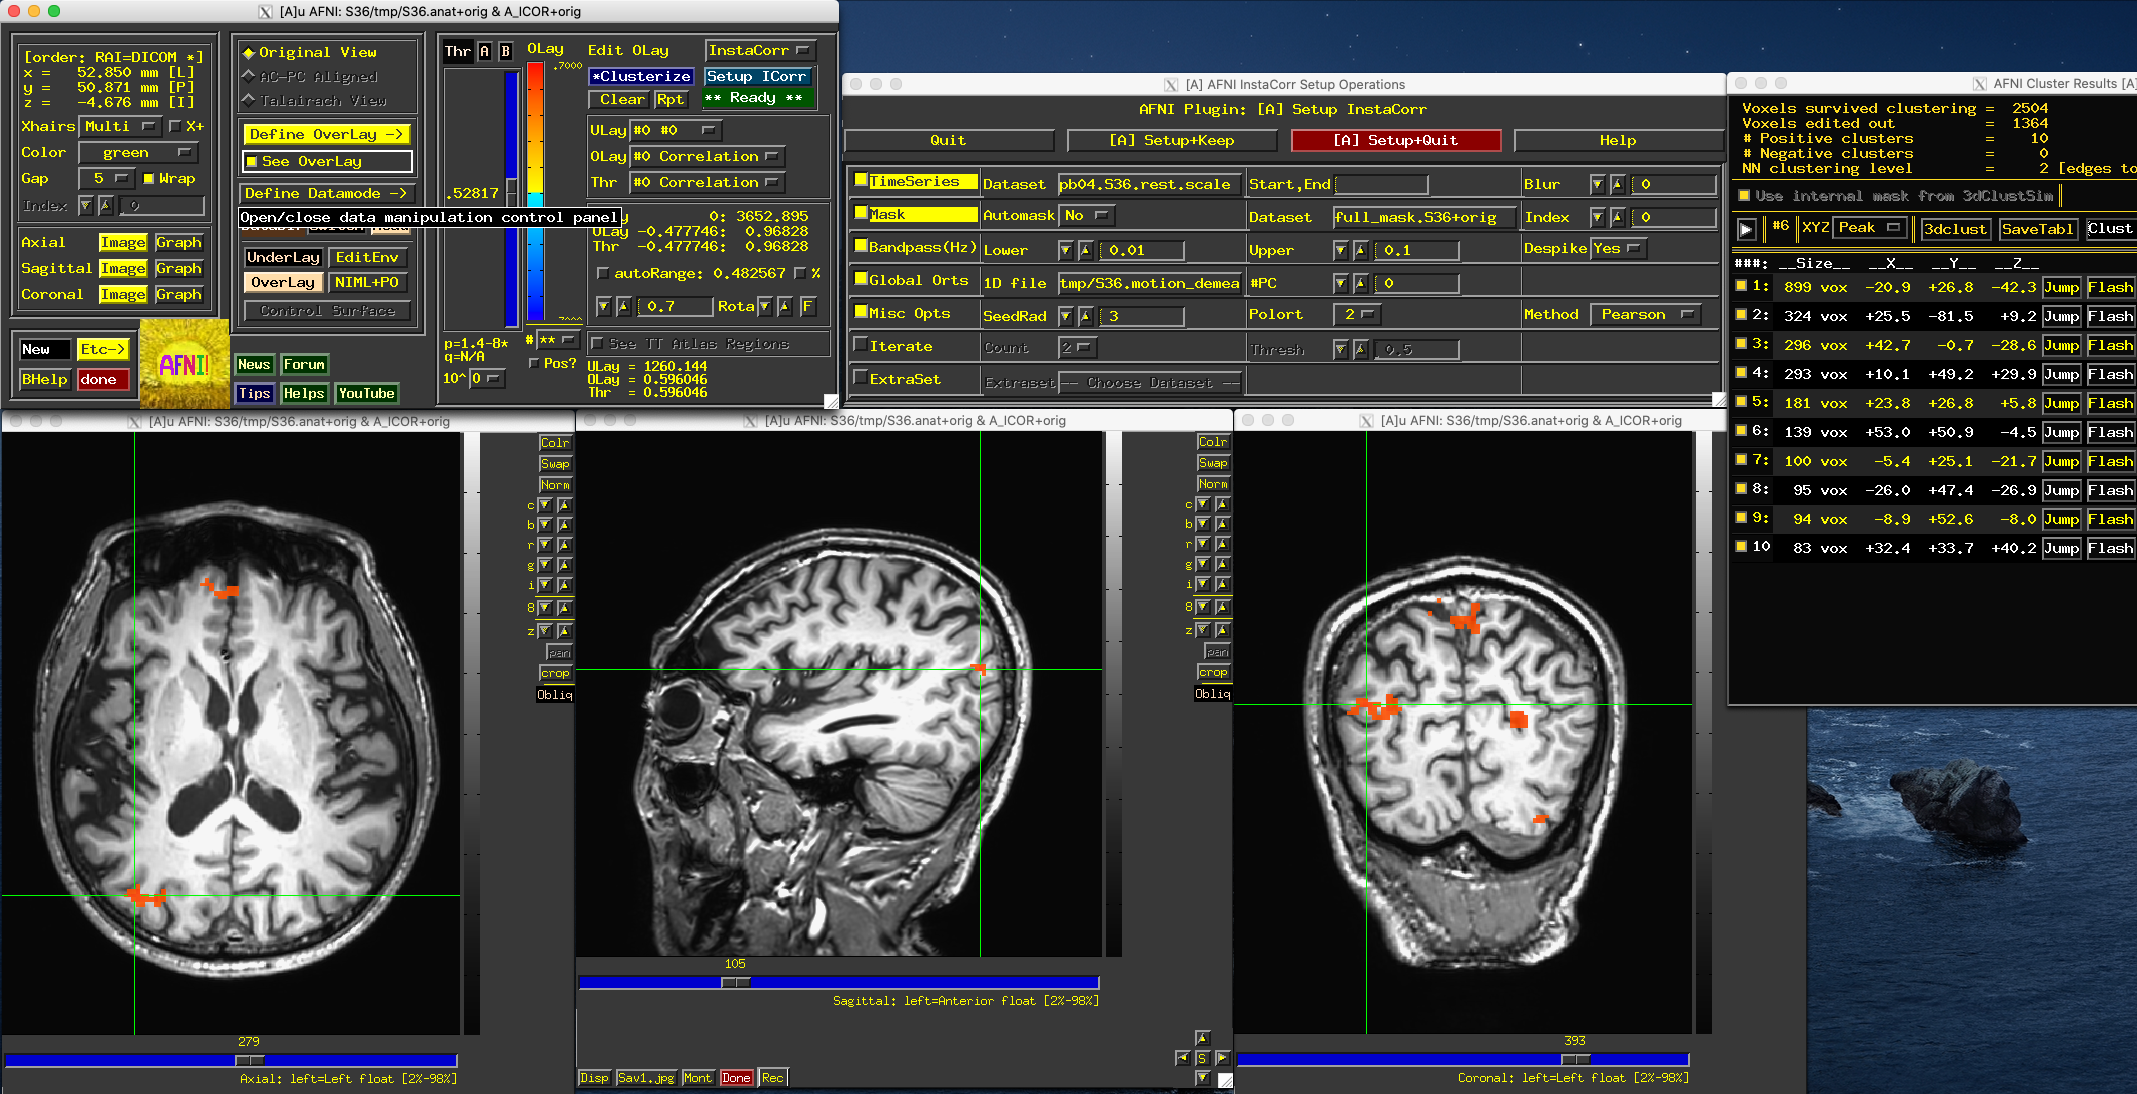 [A]u AFNI: S36/tmp/S36.anat+orig & A_ICOR+orig
[order: RAI=DICOM *]
x = 52.850 mm [L]
y = 50.871 mm [P]
z = -4.676 mm [I]
Xhairs Multi X+
Color green
Gap 5 Wrap
Index 0
Axial Image Graph
Sagittal Image Graph
Coronal Image Graph
New Etc->
BHelp done
AFNI!
Original View
AC-PC Aligned
Talairach View
Define OverLay ->
See OverLay
Define Datamode ->
Open/close data manipulation control panel
Switch Read
UnderLay EditEnv
OverLay NIML+PO
Control Surface
News Forum
Tips Helps YouTube
Thr A B OLay
.7000
.52817
p=1.4-8*
q=N/A
10^ 0
# **
Pos?
Edit OLay InstaCorr
*Clusterize Setup ICorr
Clear Rpt ** Ready **
ULay #0 #0
OLay #0 Correlation
Thr #0 Correlation
y 0: 3652.895
OLay -0.477746: 0.96828
Thr -0.477746: 0.96828
autoRange: 0.482567 %
0.7 Rota F
See TT Atlas Regions
ULay = 1260.144
OLay = 0.596046
Thr = 0.596046
[A] AFNI InstaCorr Setup Operations
AFNI Plugin: [A] Setup InstaCorr
Quit [A] Setup+Keep [A] Setup+Quit Help
TimeSeries Dataset pb04.S36.rest.scale Start,End Blur 0
Mask Automask No Dataset full_mask.S36+orig Index 0
Bandpass(Hz) Lower 0.01 Upper 0.1 Despike Yes
Global Orts 1D file tmp/S36.motion_demea #PC 0
Misc Opts SeedRad 3 Polort 2 Method Pearson
Iterate Count 2 Thresh 0.5
ExtraSet Extraset -- Choose Dataset --
AFNI Cluster Results [A]
Voxels survived clustering = 2504
Voxels edited out = 1364
# Positive clusters = 10
# Negative clusters = 0
NN clustering level = 2 [edges to
Use internal mask from 3dClustSim
#6 XYZ Peak 3dclust SaveTabl Clust
###: __Size__ __X__ __Y__ __Z__
1: 899 vox -20.9 +26.8 -42.3 Jump Flash
2: 324 vox +25.5 -81.5 +9.2 Jump Flash
3: 296 vox +42.7 -0.7 -28.6 Jump Flash
4: 293 vox +10.1 +49.2 +29.9 Jump Flash
5: 181 vox +23.8 +26.8 +5.8 Jump Flash
6: 139 vox +53.0 +50.9 -4.5 Jump Flash
7: 100 vox -5.4 +25.1 -21.7 Jump Flash
8: 95 vox -26.0 +47.4 -26.9 Jump Flash
9: 94 vox -8.9 +52.6 -8.0 Jump Flash
10 83 vox +32.4 +33.7 +40.2 Jump Flash
[A]u AFNI: S36/tmp/S36.anat+orig & A_ICOR+orig
Colr
Swap
Norm
c
b
r
g
i
8
z
pan
crop
Obliq
279
Axial: left=Left float [2%-98%]
[A]u AFNI: S36/tmp/S36.anat+orig & A_ICOR+orig
Colr
Swap
Norm
c
b
r
g
i
8
z
pan
crop
Obliq
105
Sagittal: left=Anterior float [2%-98%]
S
Disp Sav1.jpg Mont Done Rec
[A]u AFNI: S36/tmp/S36.anat+orig & A_ICOR+orig
393
Coronal: left=Left float [2%-98%]